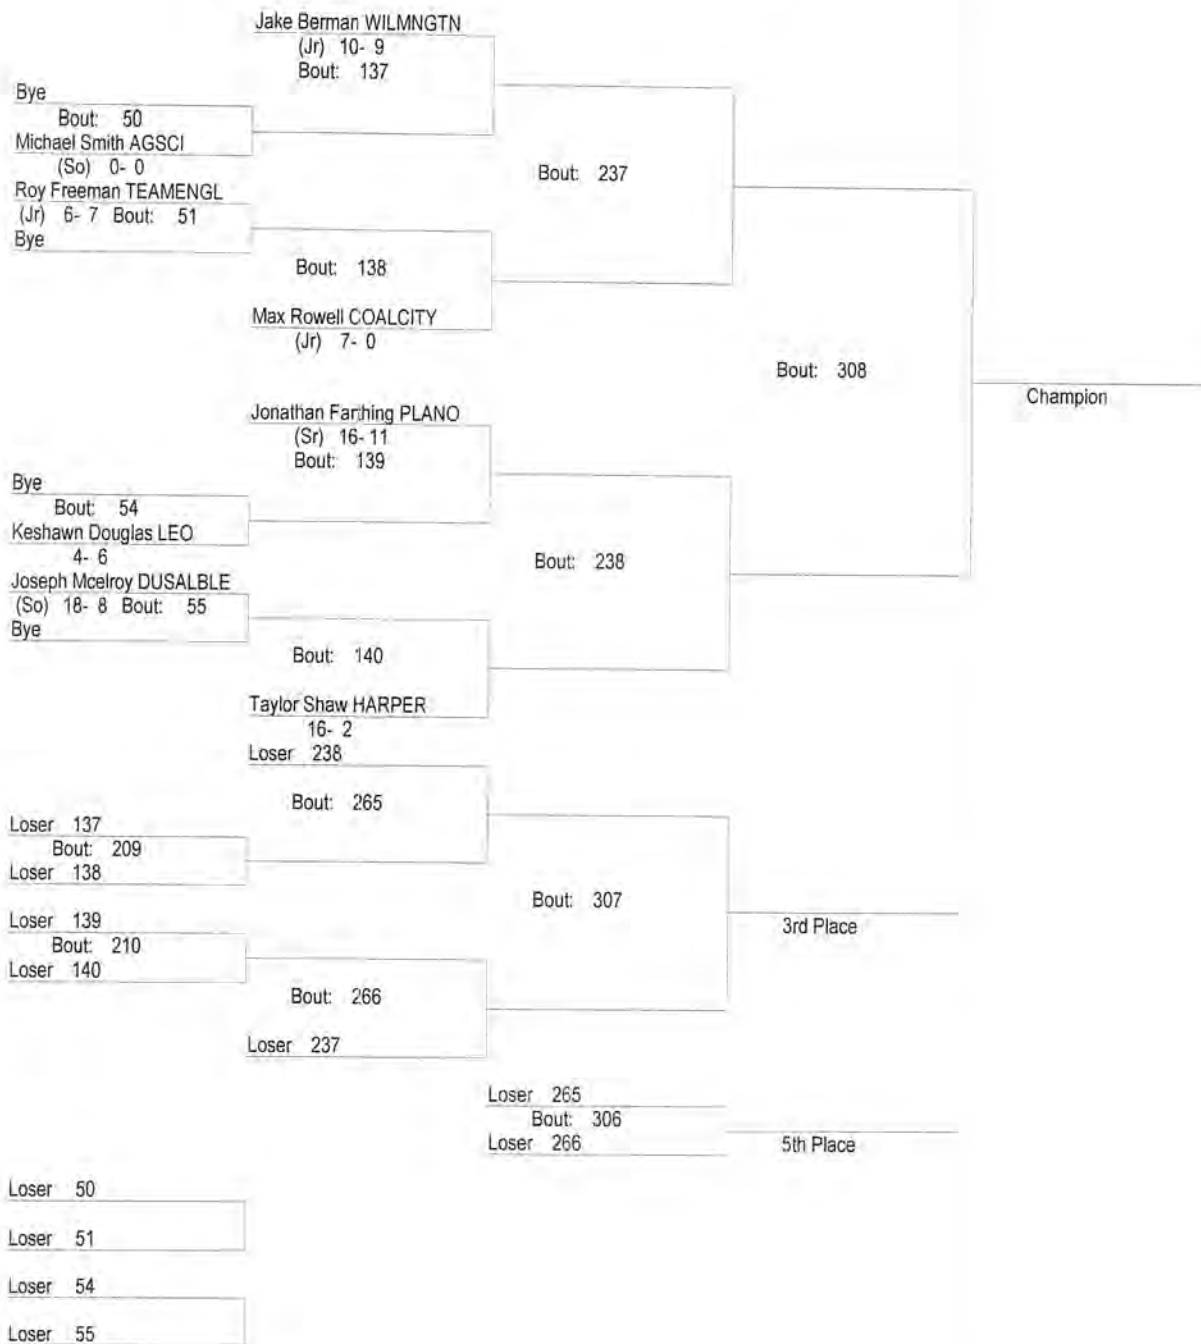 Jake Berman WILMNGTN
(Jr) 10- 9
Bout: 137
Bye
Bout: 50
Michael Smith AGSCI
(So) 0- 0
Roy Freeman TEAMENGL
(Jr) 6- 7 Bout: 51
Bye
Bout: 237
Bout: 138
Max Rowell COALCITY
(Jr) 7- 0
Bout: 308
Champion
Jonathan Farthing PLANO
(Sr) 16- 11
Bout: 139
Bye
Bout: 54
Keshawn Douglas LEO
4- 6
Joseph Mcelroy DUSALBLE
(So) 18- 8 Bout: 55
Bye
Bout: 238
Bout: 140
Taylor Shaw HARPER
16- 2
Loser 238
Bout: 265
Loser 137
Bout: 209
Loser 138
Loser 139
Bout: 210
Loser 140
Bout: 307
3rd Place
Bout: 266
Loser 237
Loser 265
Bout: 306
Loser 266
5th Place
Loser 50
Loser 51
Loser 54
Loser 55